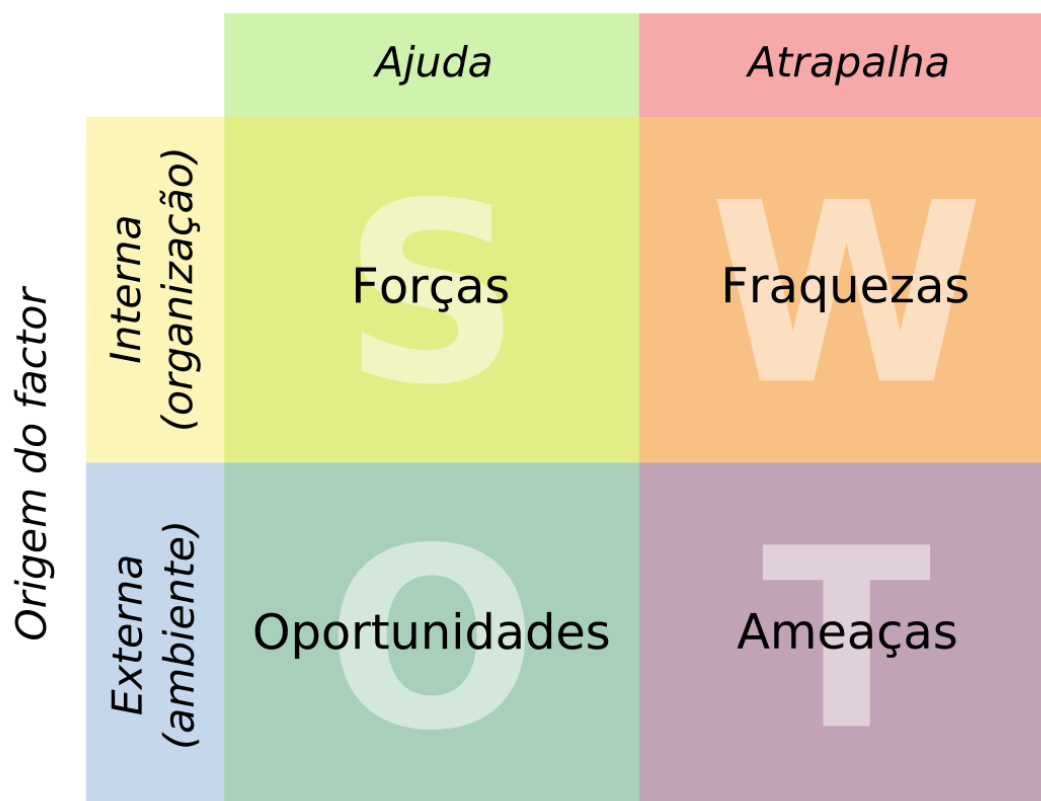 Ajuda
Atrapalha
Origem do factor
Interna
(organização)
S
Forças
W
Fraquezas
Externa
(ambiente)
O
Oportunidades
T
Ameaças